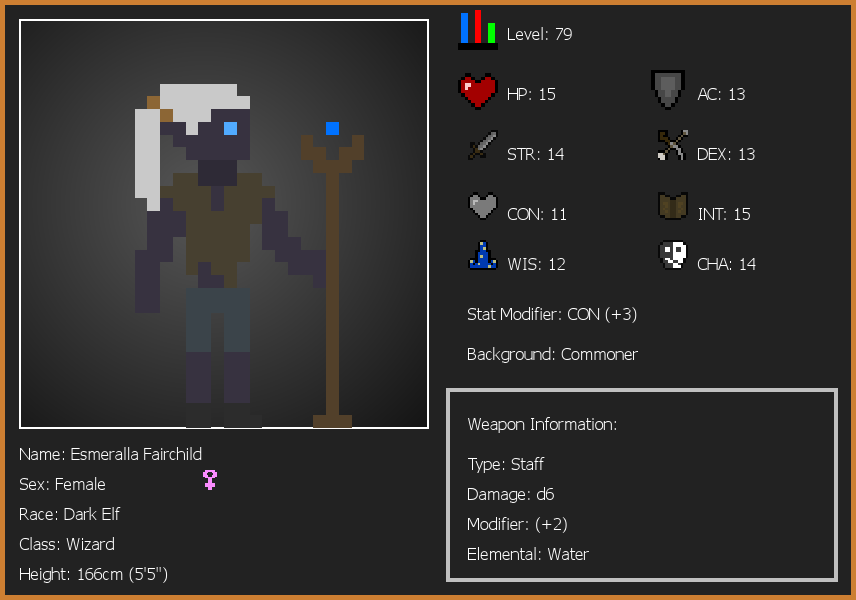 Level: 79
HP: 15
AC: 13
STR: 14
DEX: 13
CON: 11
INT: 15
WIS: 12
CHA: 14
Stat Modifier: CON (+3)
Background: Commoner
Weapon Information:
Type: Staff
Damage: d6
Modifier: (+2)
Elemental: Water
Name: Esmeralla Fairchild
Sex: Female
Race: Dark Elf
Class: Wizard
Height: 166cm (5'5")